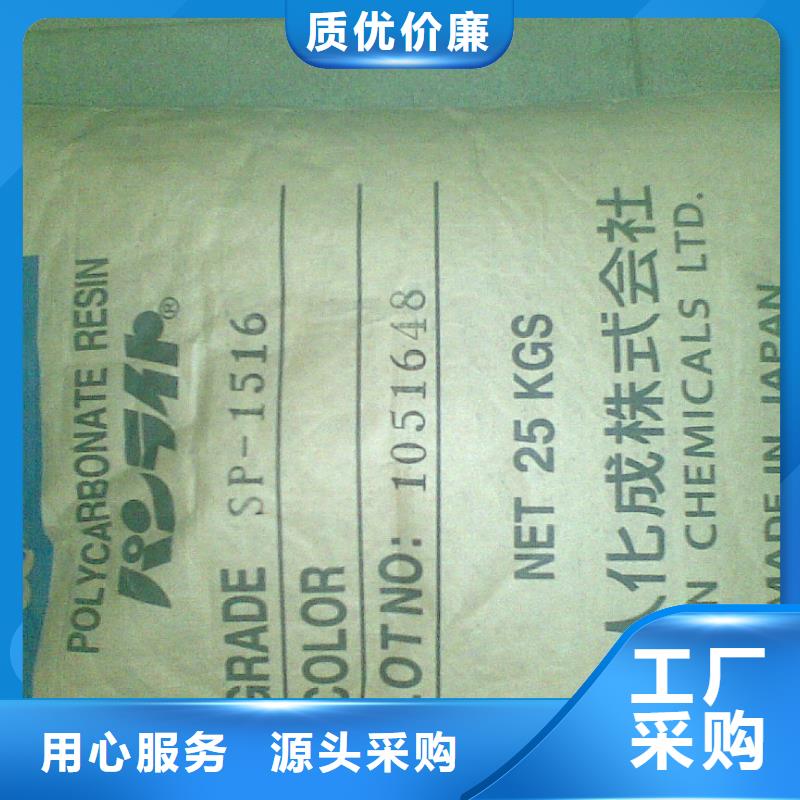 质优价廉
POLYCARBONATE RESIN
パンライト®
GRADE SP-1516
COLOR
LOT NO: 1051648
NET 25 KGS
人化成株式会社
N CHEMICALS LTD.
MADE IN JAPAN
工厂
采购
用心服务 源头采购